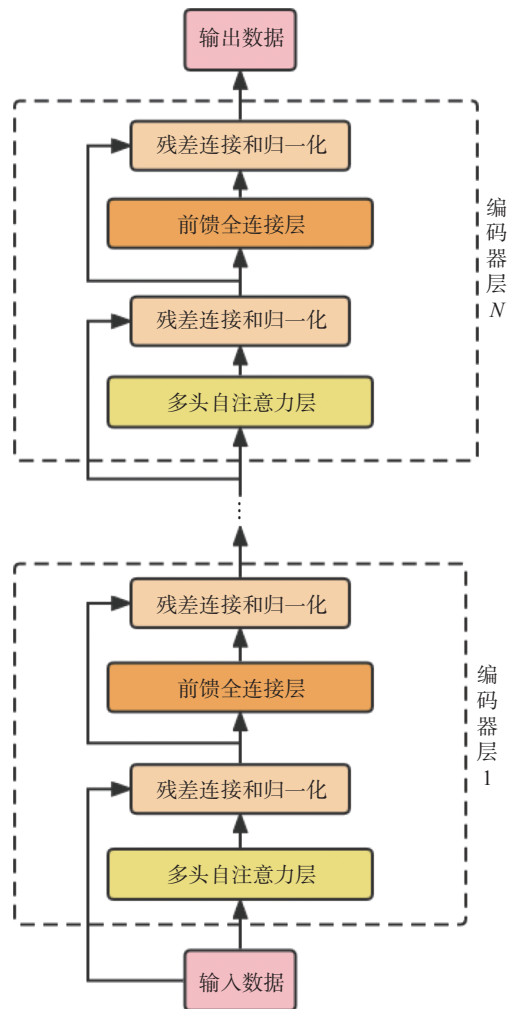 输出数据
残差连接和归一化
前馈全连接层
残差连接和归一化
多头自注意力层
编码器层N
⋮
残差连接和归一化
前馈全连接层
残差连接和归一化
多头自注意力层
编码器层1
输入数据